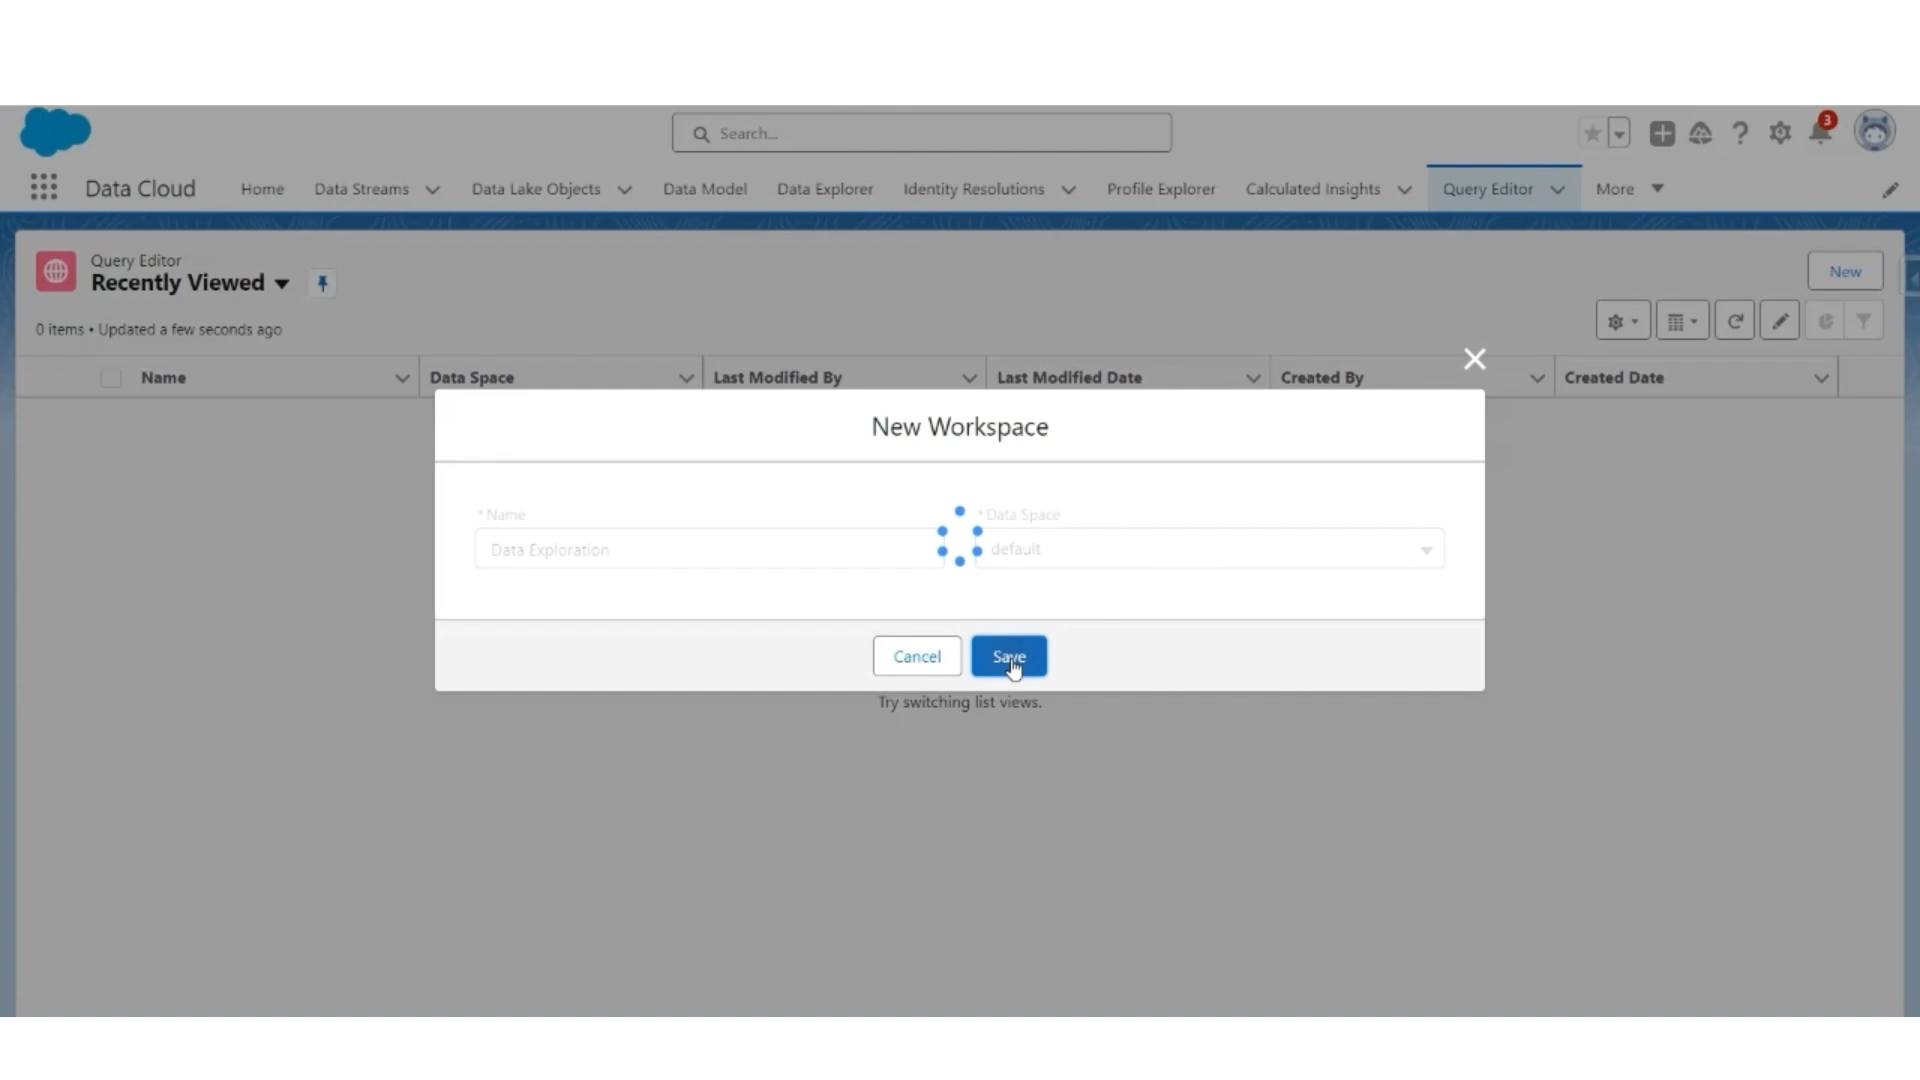 Search...
3
Data Cloud Home Data Streams Data Lake Objects Data Model Data Explorer Identity Resolutions Profile Explorer Calculated Insights Query Editor More
Query Editor
Recently Viewed
New
0 items • Updated a few seconds ago
Name Data Space Last Modified By Last Modified Date Created By Created Date
New Workspace
* Name * Data Space
Data Exploration default
Cancel Save
Try switching list views.